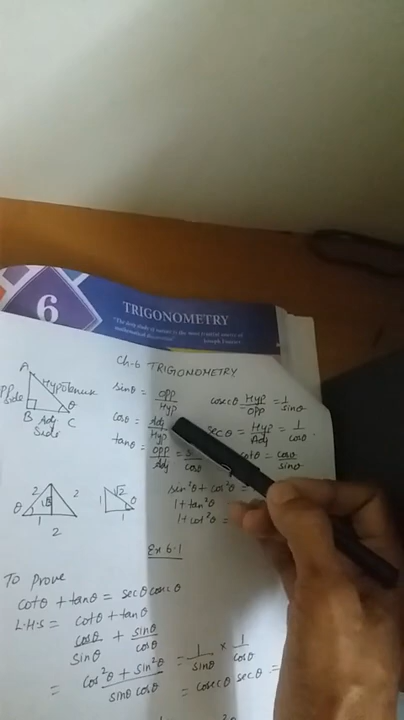 6
TRIGONOMETRY
Ch-6 TRIGONOMETRY
A
Hypotenuse
side
B Adj C
Side
θ
sinθ = Opp/Hyp
cosθ = Adj/Hyp
tanθ = Opp/Adj =
cosθ
cosecθ Hyp/Opp = 1/sinθ
secθ = Hyp/Adj = 1/cosθ
cotθ = cosθ/sinθ
2 2
θ
1
2
1 √2
θ
sin²θ + cos²θ =
1+tan²θ
1+cot²θ =
Ex 6.1
To Prove
cotθ + tanθ = secθ cosecθ
L.H.S = cotθ + tanθ
cosθ/sinθ + sinθ/cosθ
= cos²θ + sin²θ/sinθ cosθ = 1/sinθ × 1/cosθ
= cosecθ secθ =